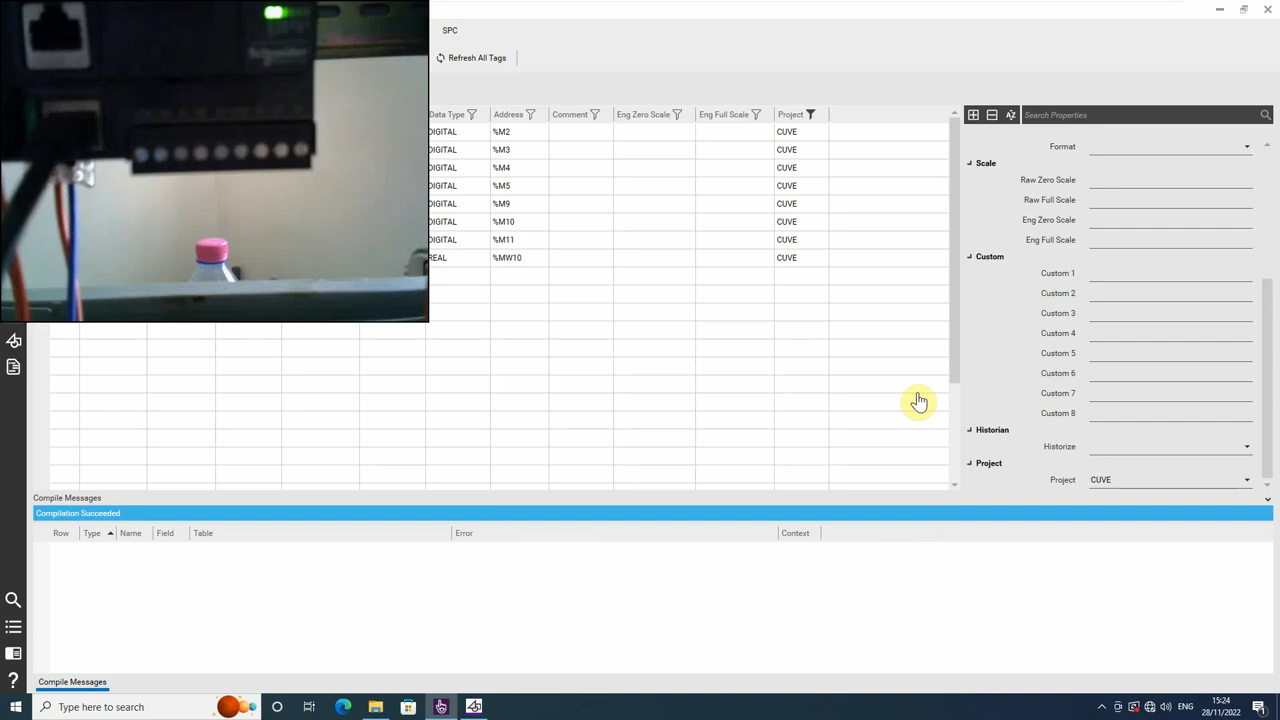 SPC
Schneider
Refresh All Tags
Data Type Address Comment Eng Zero Scale Eng Full Scale Project
DIGITAL %M2 CUVE
DIGITAL %M3 CUVE
DIGITAL %M4 CUVE
DIGITAL %M5 CUVE
DIGITAL %M9 CUVE
DIGITAL %M10 CUVE
DIGITAL %M11 CUVE
REAL %MW10 CUVE
Search Properties
Format
Scale
Raw Zero Scale
Raw Full Scale
Eng Zero Scale
Eng Full Scale
Custom
Custom 1
Custom 2
Custom 3
Custom 4
Custom 5
Custom 6
Custom 7
Custom 8
Historian
Historize
Project
Project CUVE
Compile Messages
Compilation Succeeded
Row Type Name Field Table Error Context
Compile Messages
Type here to search
ENG
15:24
28/11/2022